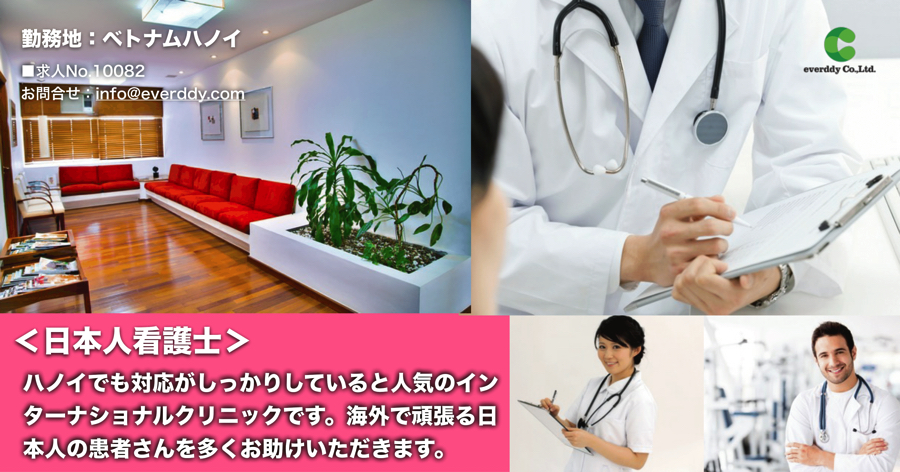 勤務地：ベトナムハノイ
■求人No.10082
お問合せ：info@everddy.com
everddy Co.,Ltd.
＜日本人看護士＞
ハノイでも対応がしっかりしていると人気のイン
ターナショナルクリニックです。海外で頑張る日
本人の患者さんを多くお助けいただきます。